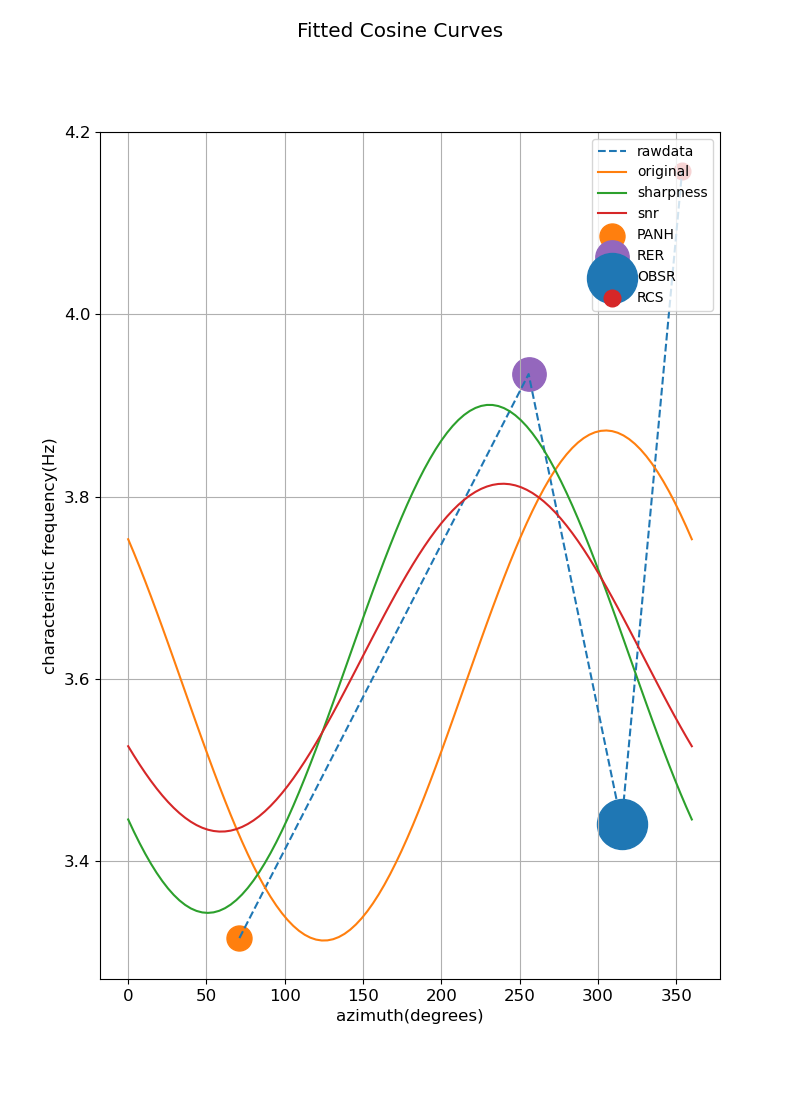 Fitted Cosine Curves
4.2
4.0
3.8
3.6
3.4
characteristic frequency(Hz)
rawdata
original
sharpness
snr
PANH
RER
OBSR
RCS
0 50 100 150 200 250 300 350
azimuth(degrees)